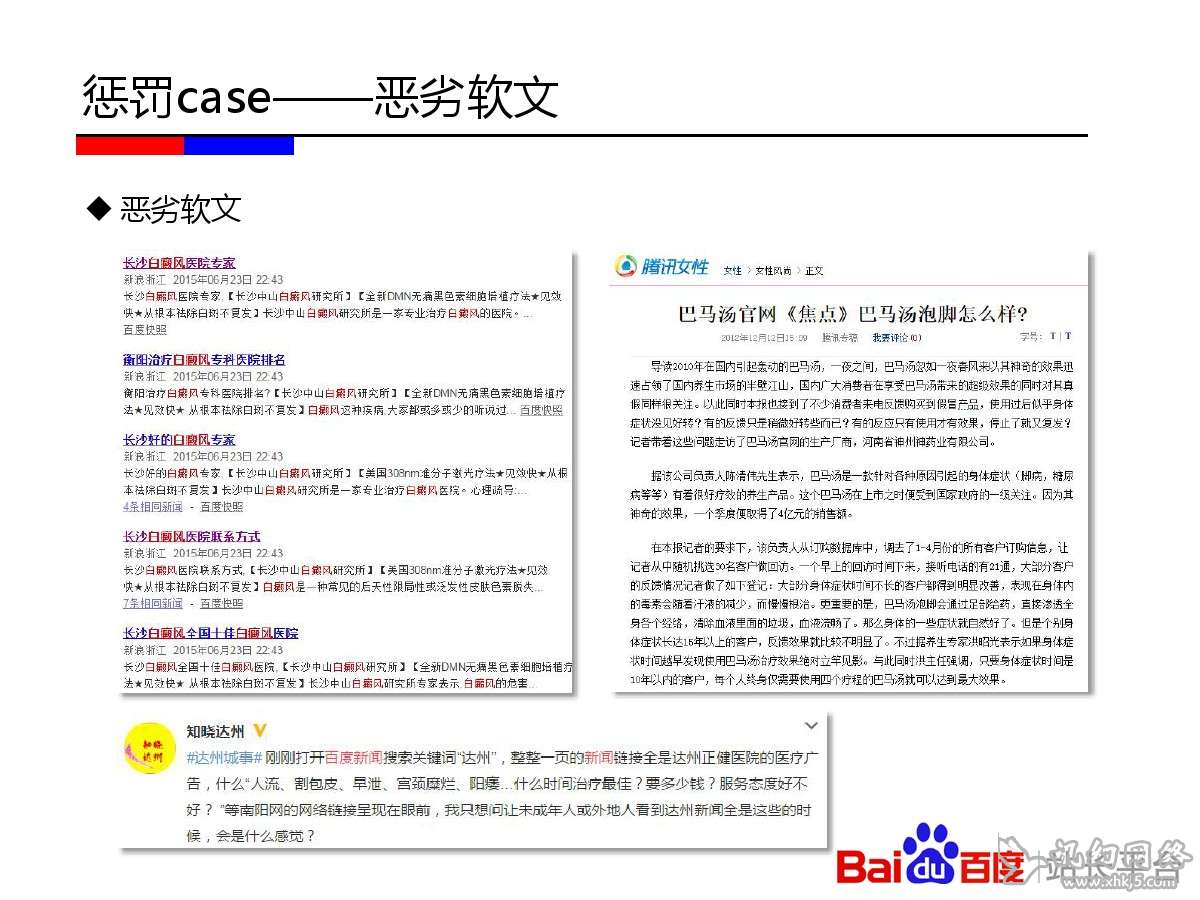 惩罚case——恶劣软文
恶劣软文
长沙白癜风医院专家
新浪浙江 2015年06月23日 22:43
长沙白癜风医院专家,【长沙中山白癜风研究所】【全新DMN无痛黑色素细胞培植疗法★见效
快★从根本祛除白斑不复发】长沙中山白癜风研究所是一家专业治疗白癜风的医院。...
百度快照
衡阳治疗白癜风专科医院排名
新浪浙江 2015年06月23日 22:43
衡阳治疗白癜风专科医院排名?【长沙中山白癜风研究所】【全新DMN无痛黑色素细胞培植疗
法★见效快★ 从根本祛除白斑不复发】白癜风这种疾病,大家都或多或少的听说过... 百度快照
长沙好的白癜风专家
新浪浙江 2015年06月23日 22:43
长沙好的白癜风专家,【长沙中山白癜风研究所】【美国308nm准分子激光疗法★见效快★从根
本祛除白斑不复发】长沙中山白癜风研究所是一家专业治疗白癜风医院。心理疏导:...
4条相同新闻 - 百度快照
长沙白癜风医院联系方式
新浪浙江 2015年06月23日 22:43
长沙白癜风医院联系方式,【长沙中山白癜风研究所】【美国308nm准分子激光疗法★见效
快★从根本祛除白斑不复发】白癜风是一种常见的后天性限局性或泛发性皮肤色素脱失...
7条相同新闻 - 百度快照
长沙白癜风全国十佳白癜风医院
新浪浙江 2015年06月23日 22:43
长沙白癜风全国十佳白癜风医院,【长沙中山白癜风研究所】【全新DMN无痛黑色素细胞培植疗
法★见效快★ 从根本祛除白斑不复发】长沙中山白癜风研究所专家表示,白癜风的危害...
腾讯女性 女性 > 女性风尚 > 正文
巴马汤官网《焦点》巴马汤泡脚怎么样?
2012年12月12日15:09 腾讯专稿 我要评论(0) 字号: T | T
导读2010年在国内引起轰动的巴马汤，一夜之间，巴马汤忽如一夜春风来以其神奇的效果迅
速占领了国内养生市场的半壁江山，国内广大消费者在享受巴马汤带来的超级效果的同时对其真
假同样很关注。以此同时本报也接到了不少消费者来电反馈购买到假冒产品，使用过后似乎身体
症状没见好转？有的反馈只是稍微好转些而已？有的反应只有使用才有效果，停止了就又复发？
记者带着这些问题走访了巴马汤官网的生产厂商，河南省神州神药业有限公司。
据该公司负责人陈清伟先生表示，巴马汤是一款针对各种原因引起的身体症状（脚病，糖尿
病等等）有着很好疗效的养生产品。这个巴马汤在上市之时便受到国家政府的一级关注。因为其
神奇的效果，一个季度便取得了4亿元的销售额。
在本报记者的要求下，该负责人从订购数据库中，调去了1-4月份的所有客户订购信息，让
记者从中随机挑选30名客户做回访。一个早上的回访时间下来，接听电话的有21通，大部分客户
的反馈情况记者做了如下登记：大部分身体症状时间不长的客户都得到明显改善，表现在身体内
的毒素会随着汗液的减少，而慢慢根治。更重要的是，巴马汤泡脚会通过足部给药，直接渗透全
身各个经络，清除血液里面的垃圾，血液流畅了。那么身体的一些症状就自然好了。但是个别身
体症状长达15年以上的客户，反馈效果就比较不明显了。不过据养生专家洪昭光表示如果身体症
状时间越早发现使用巴马汤治疗效果绝对立竿见影。与此同时洪主任强调，只要身体症状时间是
10年以内的客户，每个人终身仅需要使用四个疗程的巴马汤就可以达到最大效果。
知晓达州
知晓达州 V
#达州城事# 刚刚打开百度新闻搜索关键词“达州”，整整一页的新闻链接全是达州正健医院的医疗广
告，什么“人流、割包皮、早泄、宫颈糜烂、阳痿…什么时间治疗最佳？要多少钱？服务态度好不
好？ ”等南阳网的网络链接呈现在眼前，我只想问让未成年人或外地人看到达州新闻全是这些的时
候，会是什么感觉？
Bai du 百度 站长平台
www.xhkj5.com